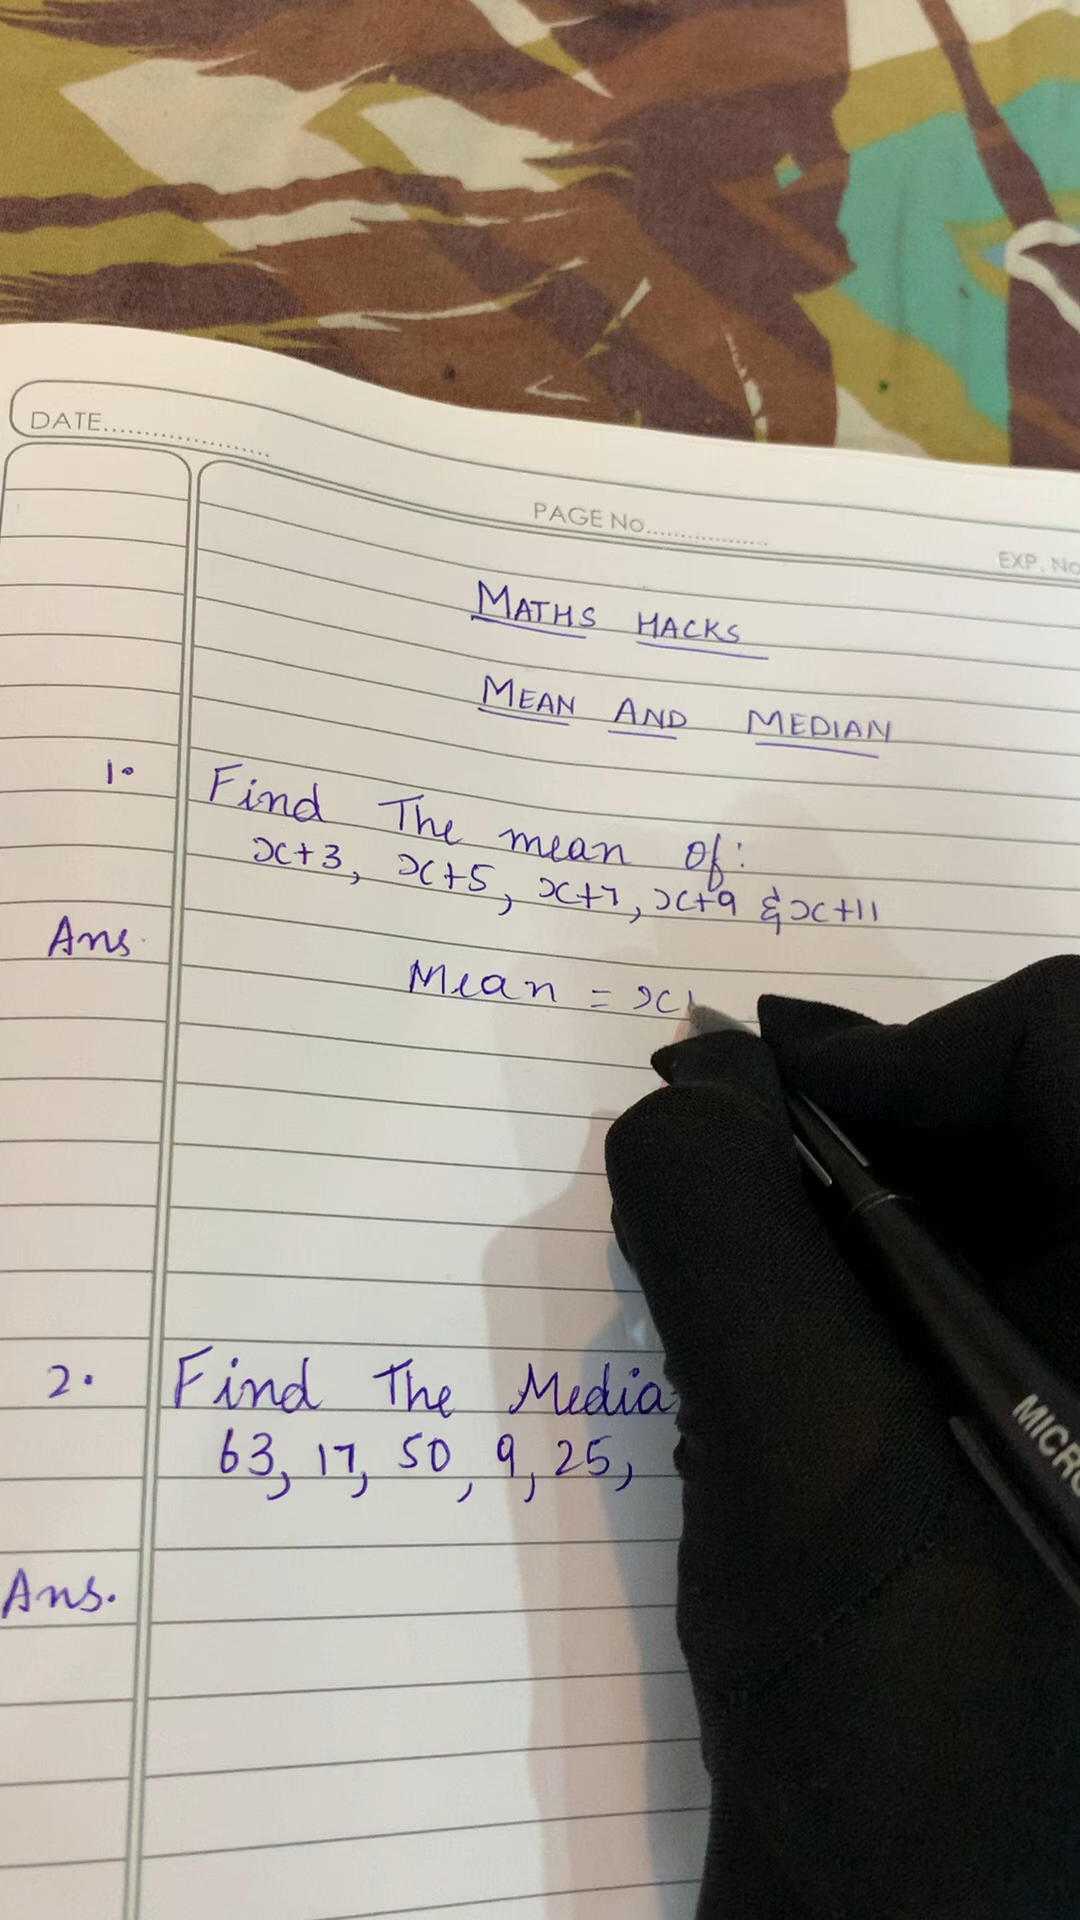 DATE
PAGE No.
EXP. No
MATHS HACKS
MEAN AND MEDIAN
1. Find The mean of:
x+3, x+5, x+7, x+9 & x+11
Ans.
Mean = x
2. Find The Media
63, 17, 50, 9, 25,
Ans.
MICRO